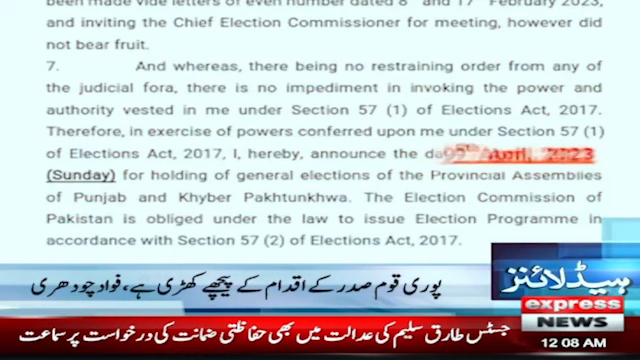 been made vide letters of even number dated 8th and 17th February 2023,
and inviting the Chief Election Commissioner for meeting, however did
not bear fruit.
7. And whereas, there being no restraining order from any of
the judicial fora, there is no impediment in invoking the power and
authority vested in me under Section 57 (1) of Elections Act, 2017.
Therefore, in exercise of powers conferred upon me under Section 57 (1)
of Elections Act, 2017, I, hereby, announce the 2023
(Sunday) for holding of general elections of the Provincial Assemblies
of Punjab and Khyber Pakhtunkhwa. The Election Commission of
Pakistan is obliged under the law to issue Election Programme in
accordance with Section 57 (2) of Elections Act, 2017.
ہیڈلائنز
پوری قوم صدر کے اقدام کے پیچھے کھڑی ہے، فواد چودھری
express
NEWS
جسٹس طارق سلیم کی عدالت میں بھی حفاظتی ضمانت کی درخواست پر سماعت
12:08 AM